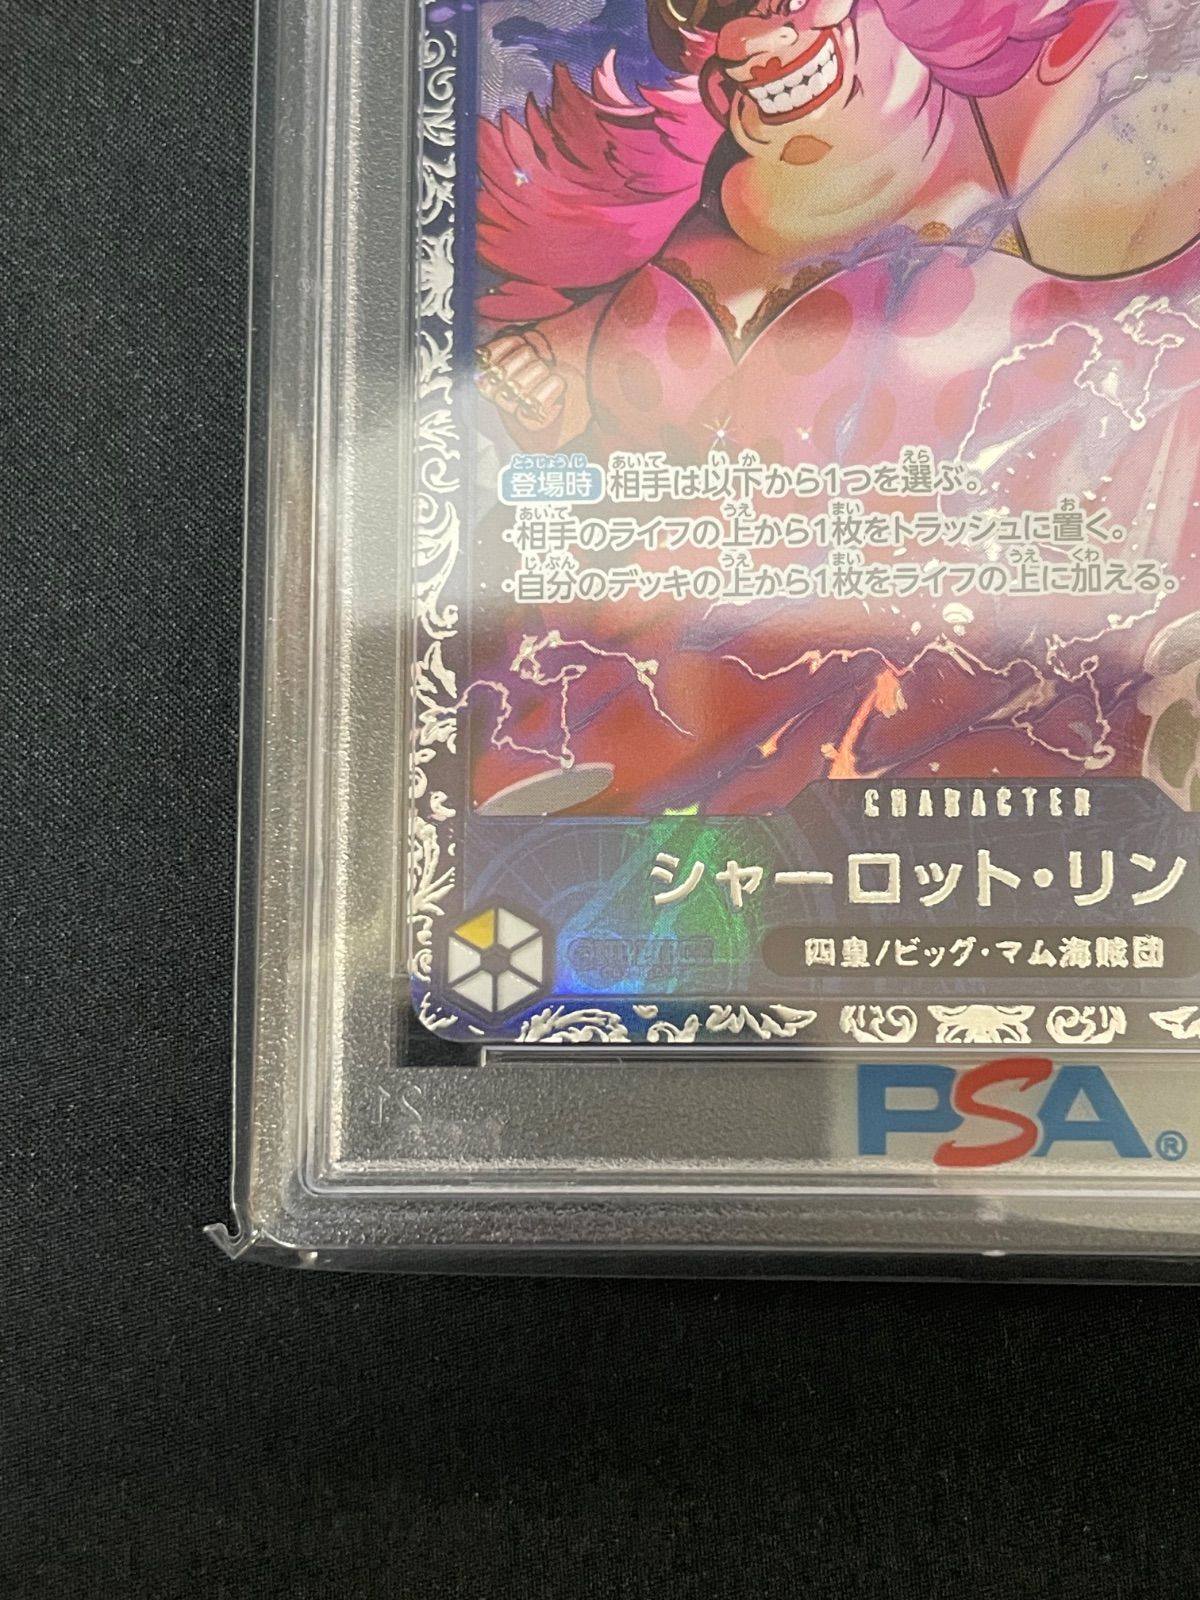 登場時 相手は以下から1つを選ぶ。
・相手のライフの上から1枚をトラッシュに置く。
・自分のデッキの上から1枚をライフの上に加える。
CHARACTER
シャーロット・リン
四皇/ビッグ・マム海賊団
PSA®
21